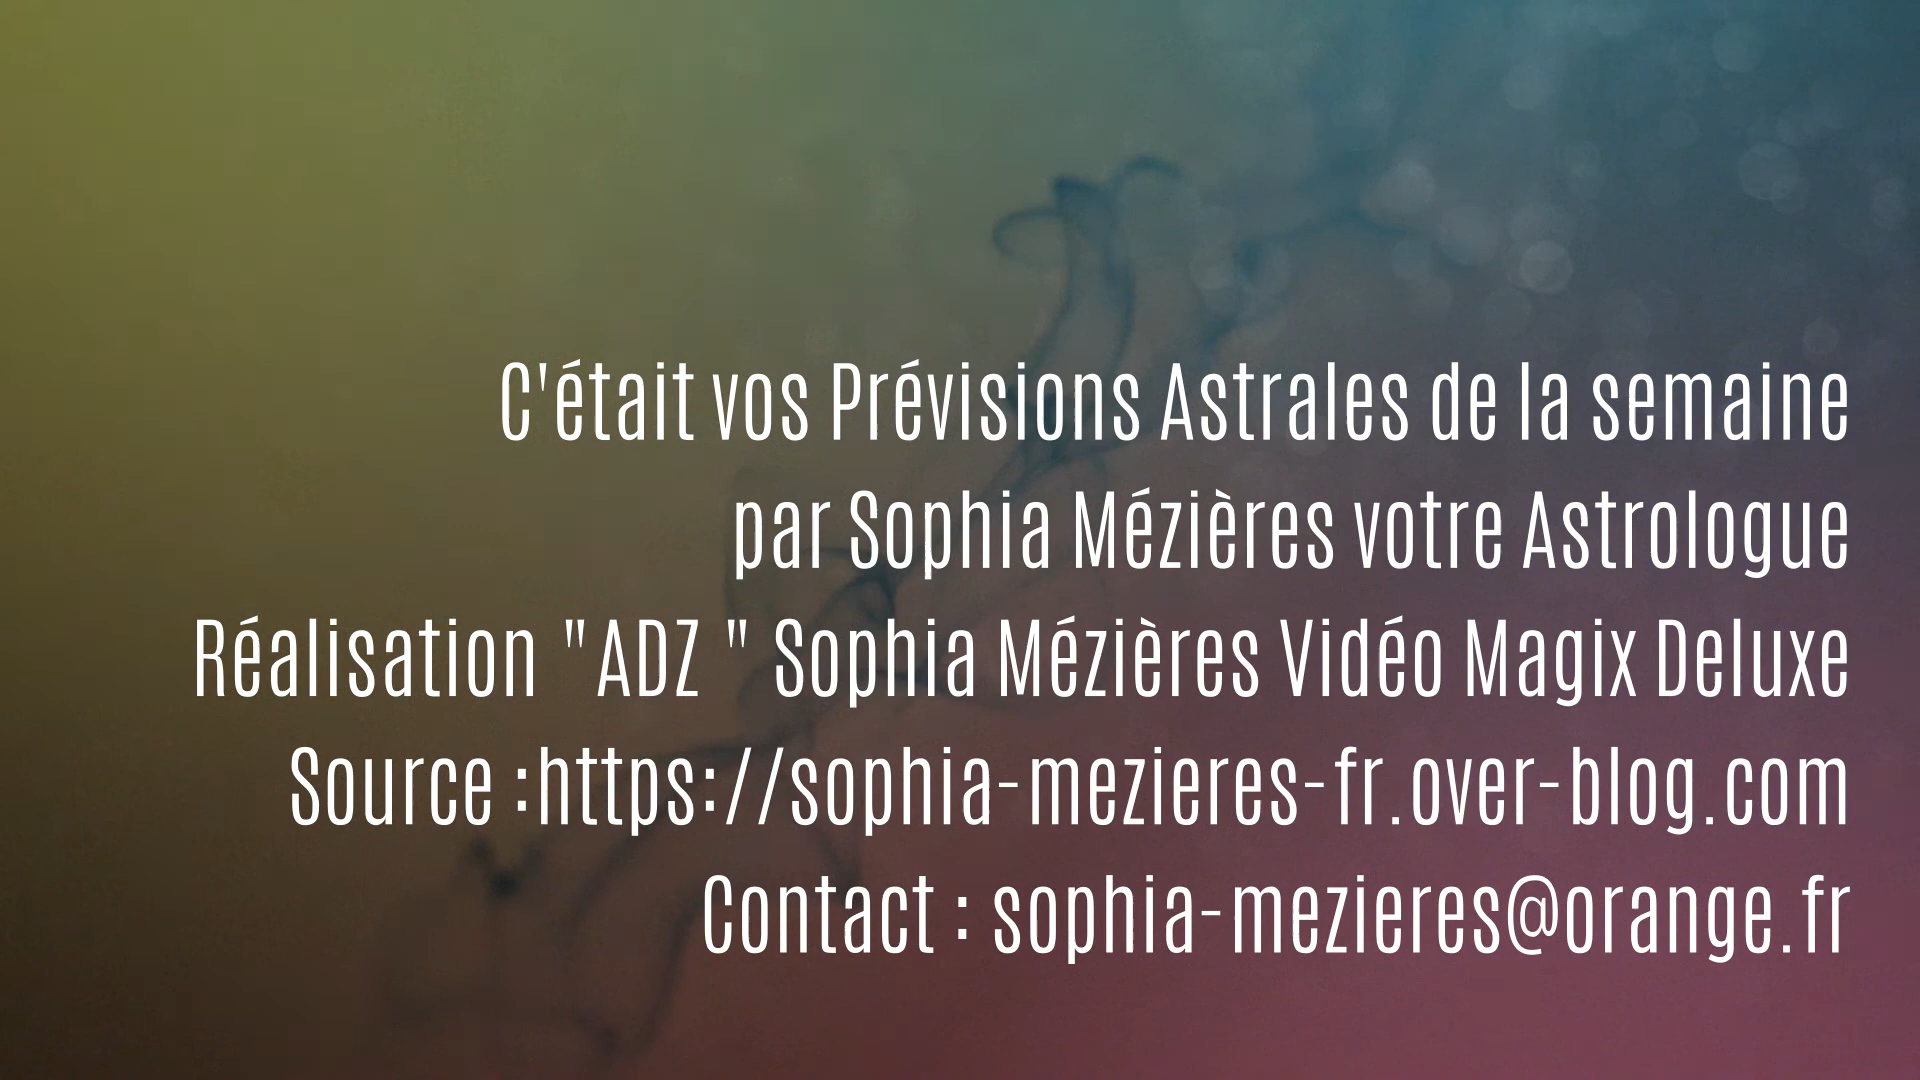 C'était vos Prévisions Astrales de la semaine
par Sophia Mézières votre Astrologue
Réalisation "ADZ " Sophia Mézières Vidéo Magix Deluxe
Source :https://sophia-mezieres-fr.over-blog.com
Contact : sophia-mezieres@orange.fr